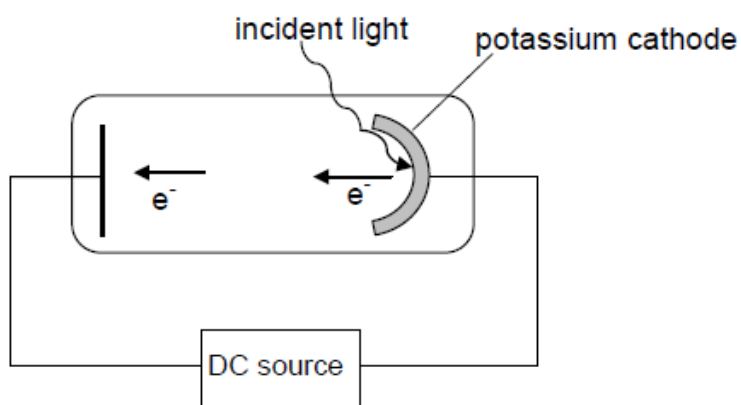 incident light
potassium cathode
e-
e-
DC source